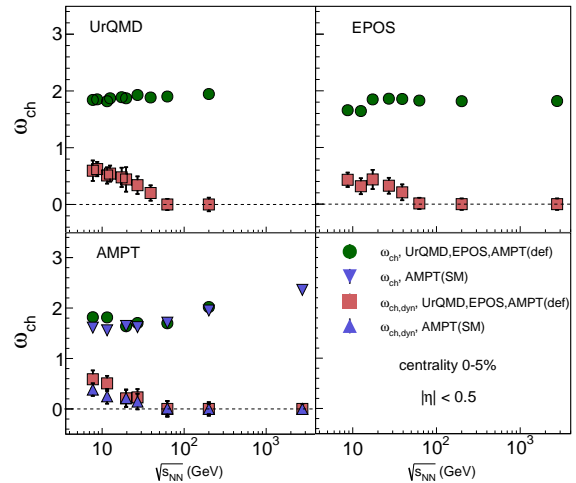 UrQMD
EPOS
3
2
1
0
ω_ch
AMPT
3
2
1
0
ω_ch
10 10² 10³
√s_NN (GeV)
ω_ch, UrQMD,EPOS,AMPT(def)
ω_ch, AMPT(SM)
ω_ch,dyn, UrQMD,EPOS,AMPT(def)
ω_ch,dyn, AMPT(SM)
centrality 0-5%
|η| < 0.5
10 10² 10³
√s_NN (GeV)